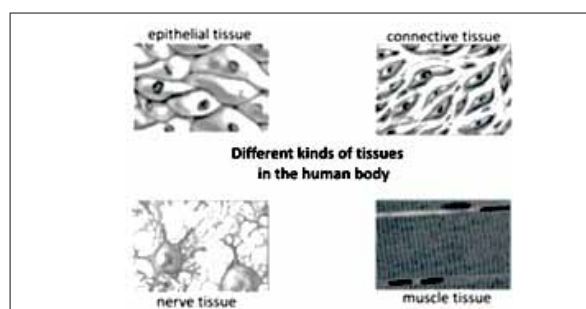 epithelial tissue
connective tissue
Different kinds of tissues
in the human body
nerve tissue
muscle tissue